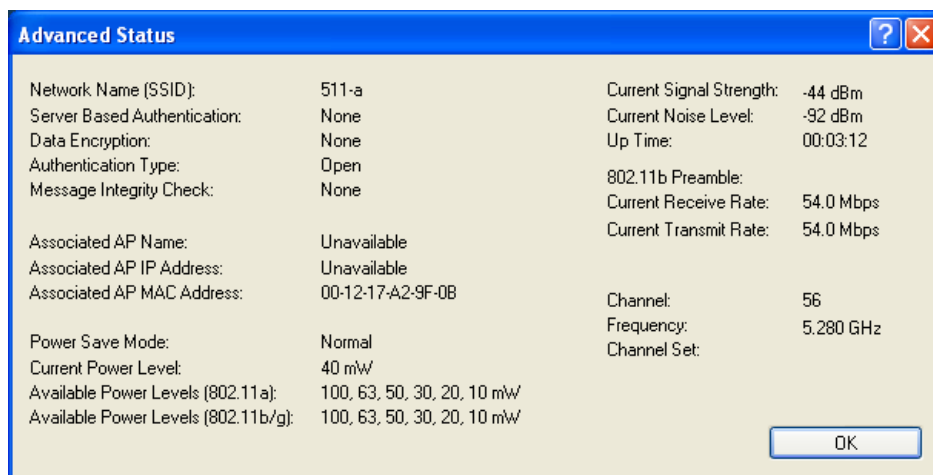 Advanced Status
Network Name (SSID): 511-a
Server Based Authentication: None
Data Encryption: None
Authentication Type: Open
Message Integrity Check: None
Associated AP Name: Unavailable
Associated AP IP Address: Unavailable
Associated AP MAC Address: 00-12-17-A2-9F-0B
Power Save Mode: Normal
Current Power Level: 40 mW
Available Power Levels (802.11a): 100, 63, 50, 30, 20, 10 mW
Available Power Levels (802.11b/g): 100, 63, 50, 30, 20, 10 mW
Current Signal Strength: -44 dBm
Current Noise Level: -92 dBm
Up Time: 00:03:12
802.11b Preamble:
Current Receive Rate: 54.0 Mbps
Current Transmit Rate: 54.0 Mbps
Channel: 56
Frequency: 5.280 GHz
Channel Set:
OK